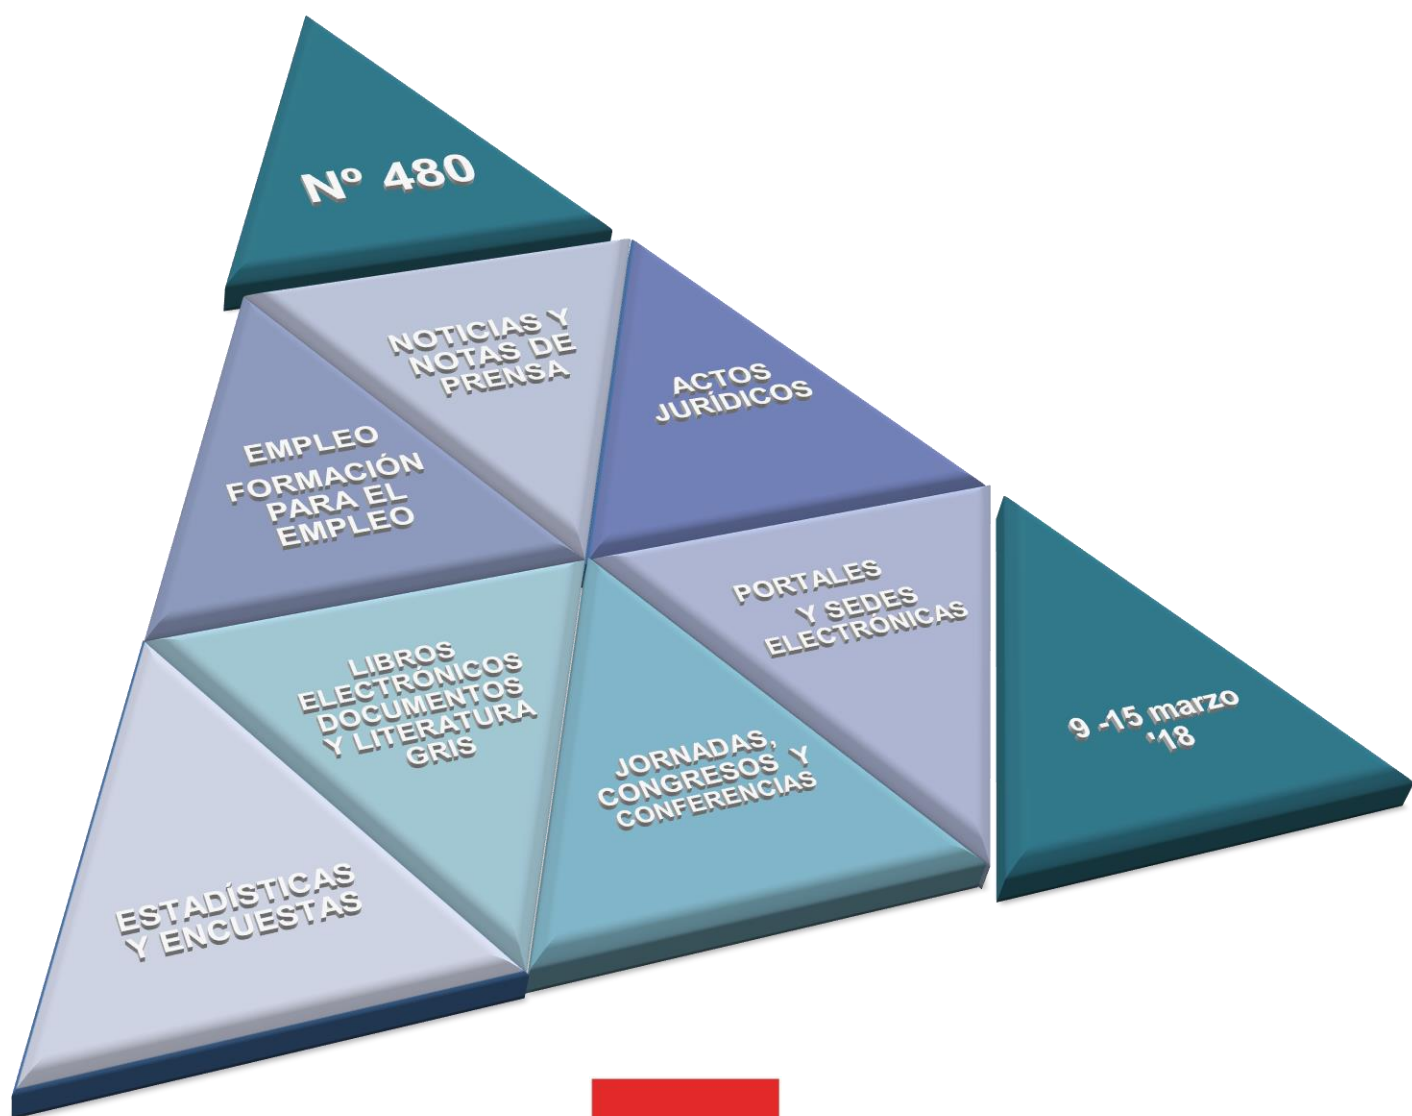 Nº 480
NOTICIAS Y
NOTAS DE
PRENSA
ACTOS
JURÍDICOS
EMPLEO
FORMACIÓN
PARA EL
EMPLEO
PORTALES
Y SEDES
ELECTRÓNICAS
LIBROS
ELECTRÓNICOS
DOCUMENTOS
Y LITERATURA
GRIS
JORNADAS,
CONGRESOS Y
CONFERENCIAS
9 -15 marzo
'18
ESTADÍSTICAS
Y ENCUESTAS